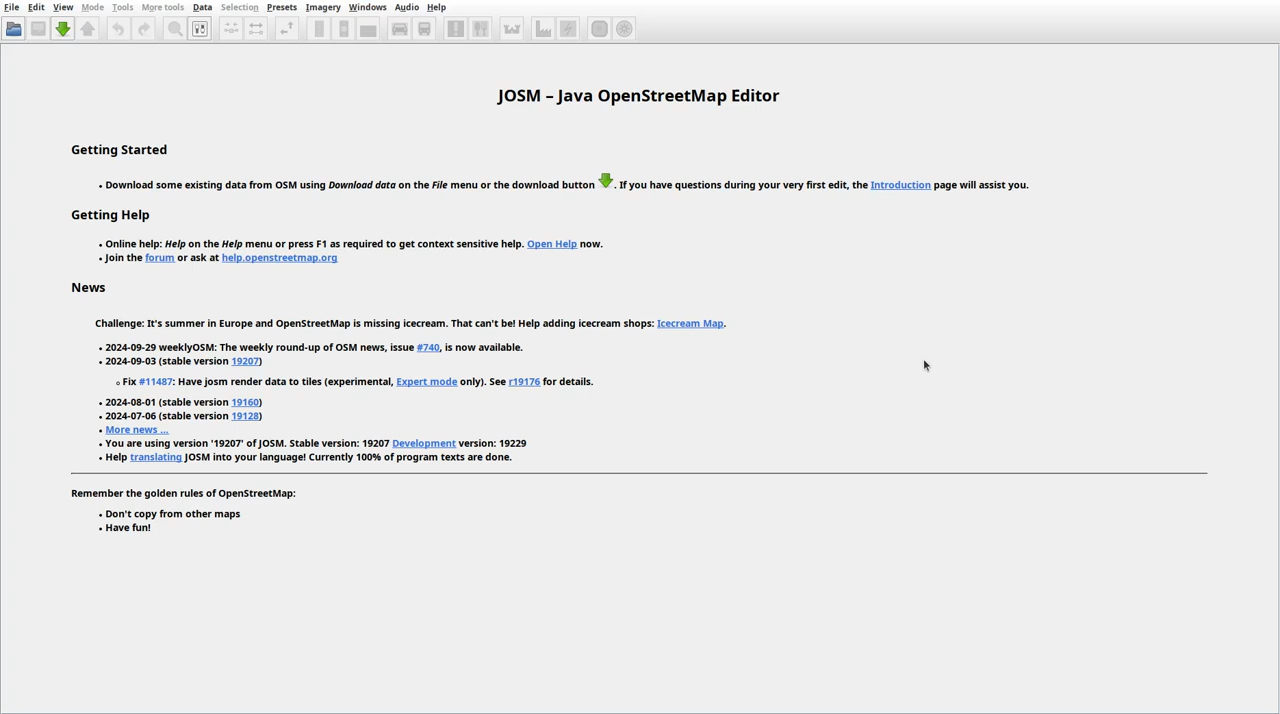 File Edit View Mode Tools More tools Data Selection Presets Imagery Windows Audio Help
JOSM – Java OpenStreetMap Editor
Getting Started
• Download some existing data from OSM using Download data on the File menu or the download button . If you have questions during your very first edit, the Introduction page will assist you.
Getting Help
• Online help: Help on the Help menu or press F1 as required to get context sensitive help. Open Help now.
• Join the forum or ask at help.openstreetmap.org
News
Challenge: It's summer in Europe and OpenStreetMap is missing icecream. That can't be! Help adding icecream shops: Icecream Map.
• 2024-09-29 weeklyOSM: The weekly round-up of OSM news, issue #740, is now available.
• 2024-09-03 (stable version 19207)
◦ Fix #11487: Have josm render data to tiles (experimental, Expert mode only). See r19176 for details.
• 2024-08-01 (stable version 19160)
• 2024-07-06 (stable version 19128)
• More news ...
• You are using version '19207' of JOSM. Stable version: 19207 Development version: 19229
• Help translating JOSM into your language! Currently 100% of program texts are done.
Remember the golden rules of OpenStreetMap:
• Don't copy from other maps
• Have fun!